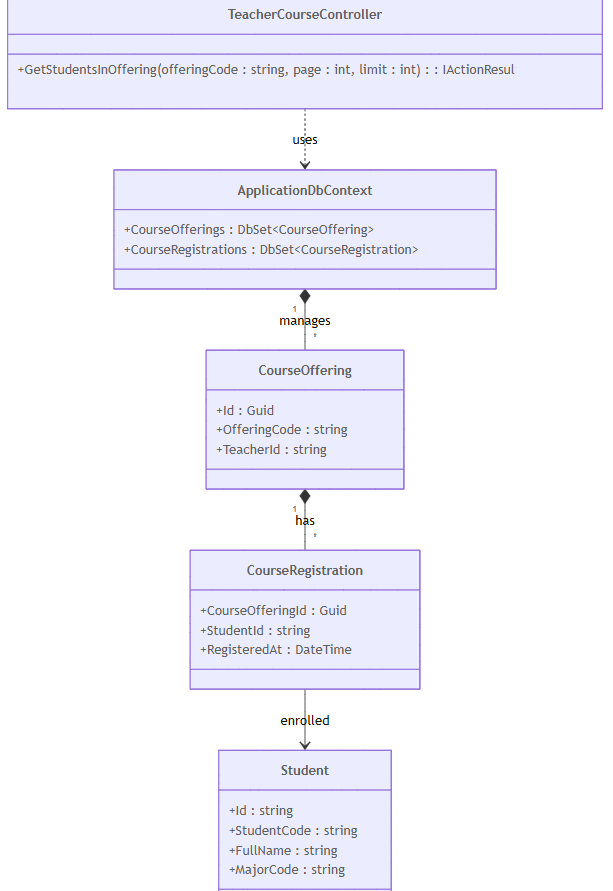 TeacherCourseController
+GetStudentsInOffering(offeringCode : string, page : int, limit : int) : : IActionResul
uses
ApplicationDbContext
+CourseOfferings : DbSet<CourseOffering>
+CourseRegistrations : DbSet<CourseRegistration>
1
manages
*
CourseOffering
+Id : Guid
+OfferingCode : string
+TeacherId : string
1
has
*
CourseRegistration
+CourseOfferingId : Guid
+StudentId : string
+RegisteredAt : DateTime
enrolled
Student
+Id : string
+StudentCode : string
+FullName : string
+MajorCode : string